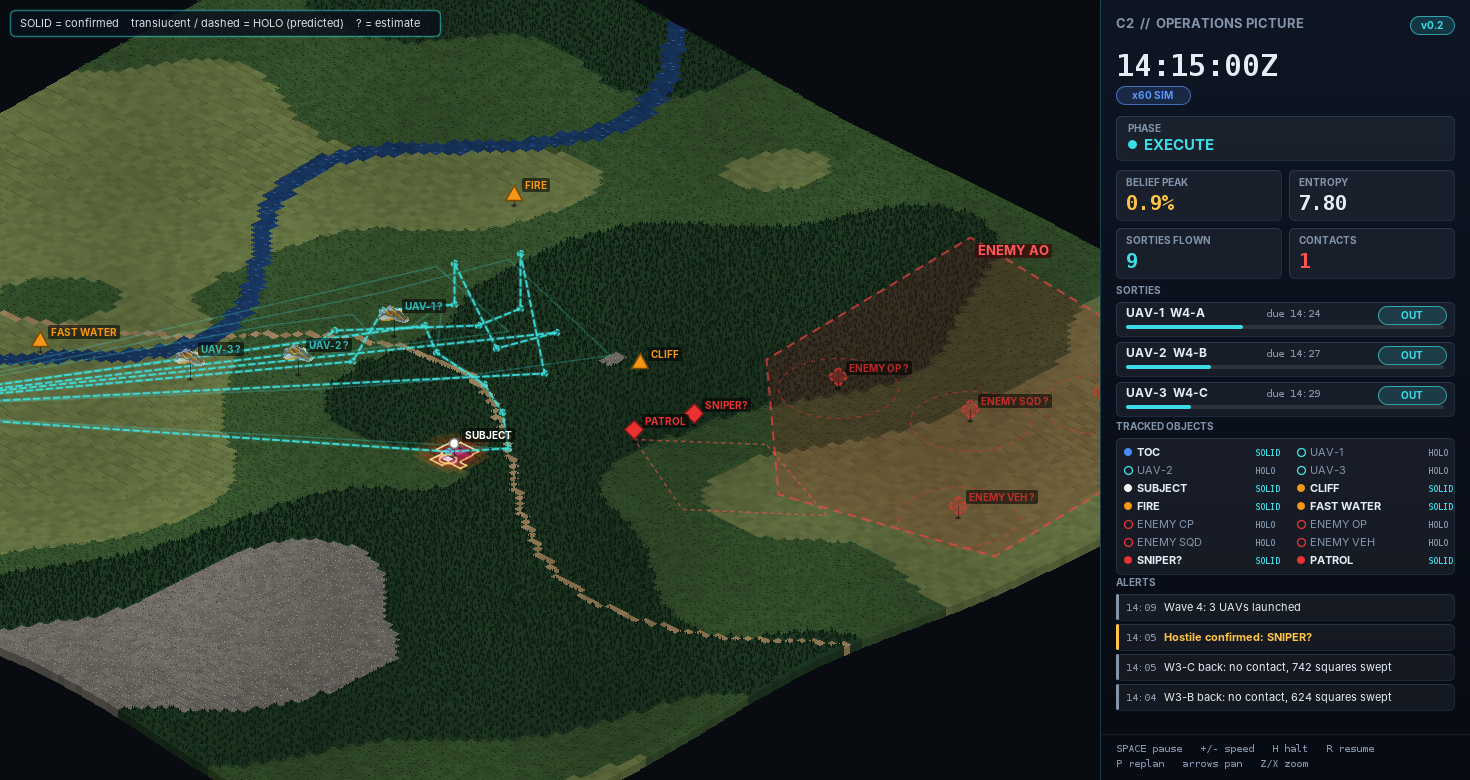 SOLID = confirmed translucent / dashed = HOLO (predicted) ? = estimate
FIRE
ENEMY AO
UAV-1?
FAST WATER
UAV-3?
UAV-2?
CLIFF
ENEMY OP?
SNIPER?
ENEMY SQD?
PATROL
SUBJECT
ENEMY VEH?
C2 // OPERATIONS PICTURE
v0.2
14:15:00Z
x60 SIM
PHASE
EXECUTE
BELIEF PEAK
0.9%
ENTROPY
7.80
SORTIES FLOWN
9
CONTACTS
1
SORTIES
UAV-1 W4-A due 14:24 OUT
UAV-2 W4-B due 14:27 OUT
UAV-3 W4-C due 14:29 OUT
TRACKED OBJECTS
TOC SOLID UAV-1 HOLO
UAV-2 HOLO UAV-3 HOLO
SUBJECT SOLID CLIFF SOLID
FIRE SOLID FAST WATER SOLID
ENEMY CP HOLO ENEMY OP HOLO
ENEMY SQD HOLO ENEMY VEH HOLO
SNIPER? SOLID PATROL SOLID
ALERTS
14:09 Wave 4: 3 UAVs launched
14:05 Hostile confirmed: SNIPER?
14:05 W3-C back: no contact, 742 squares swept
14:04 W3-B back: no contact, 624 squares swept
SPACE pause +/- speed H halt R resume
P replan arrows pan Z/X zoom